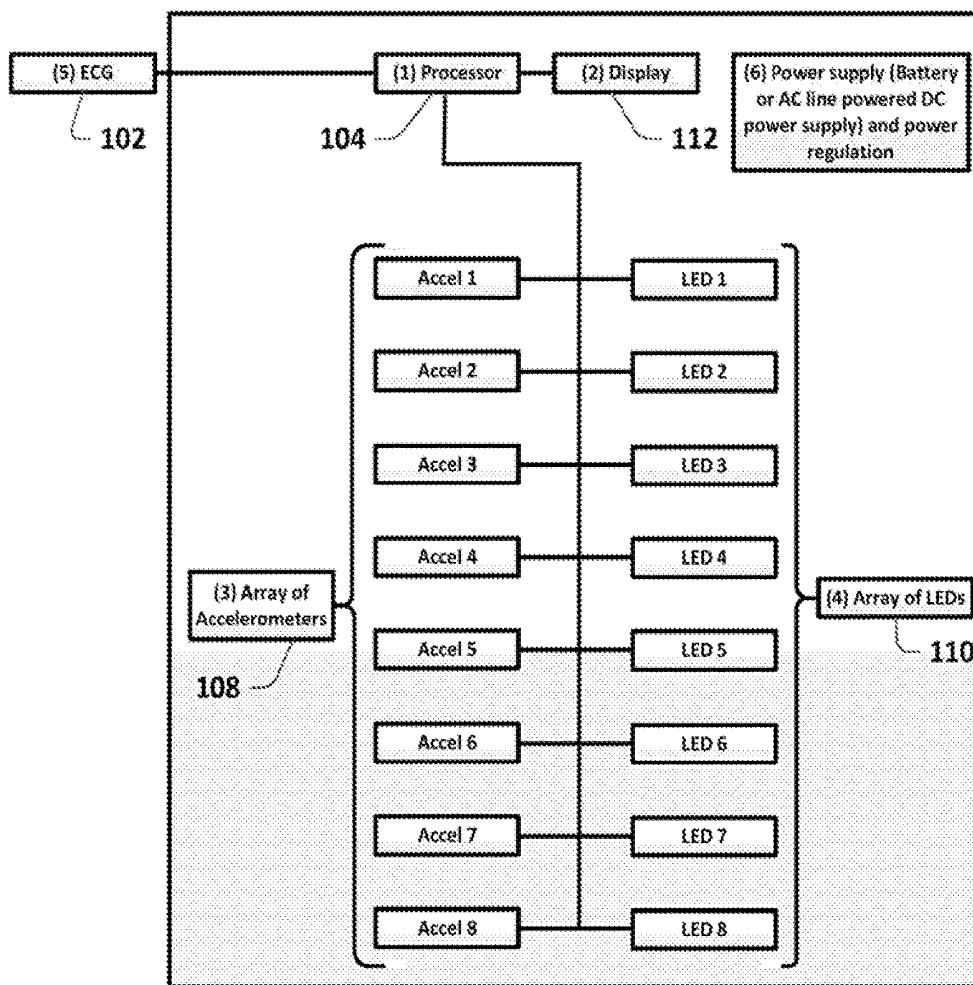 (5) ECG
(1) Processor
(2) Display
(6) Power supply (Battery
or AC line powered DC
power supply) and power
regulation
102
104
112
Accel 1
LED 1
Accel 2
LED 2
Accel 3
LED 3
Accel 4
LED 4
(3) Array of
Accelerometers
(4) Array of LEDs
108
110
Accel 5
LED 5
Accel 6
LED 6
Accel 7
LED 7
Accel 8
LED 8